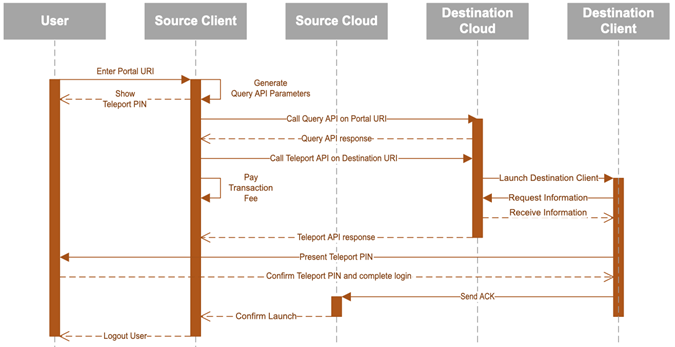 User
Source Client
Source Cloud
Destination
Cloud
Destination
Client
Enter Portal URI
Generate
Query API Parameters
Show
Teleport PIN
Call Query API on Portal URI
Query API response
Call Teleport API on Destination URI
Pay
Transaction
Fee
Launch Destination Client
Request Information
Receive Information
Teleport API response
Present Teleport PIN
Confirm Teleport PIN and complete login
Send ACK
Confirm Launch
Logout User